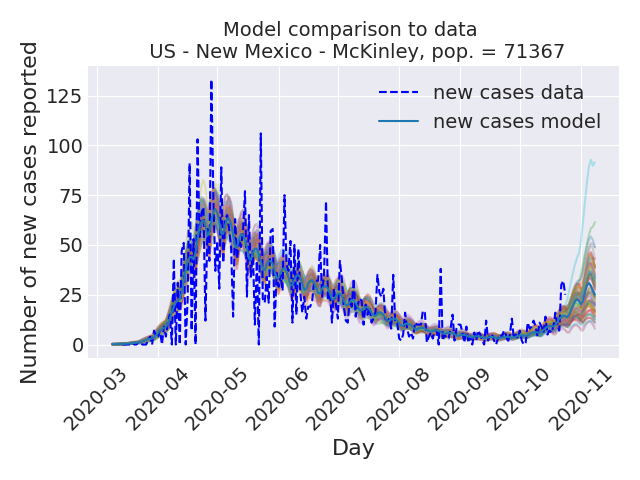 Model comparison to data
US - New Mexico - McKinley, pop. = 71367
Number of new cases reported
125
100
75
50
25
0
new cases data
new cases model
2020-03
2020-04
2020-05
2020-06
2020-07
2020-08
2020-09
2020-10
2020-11
Day